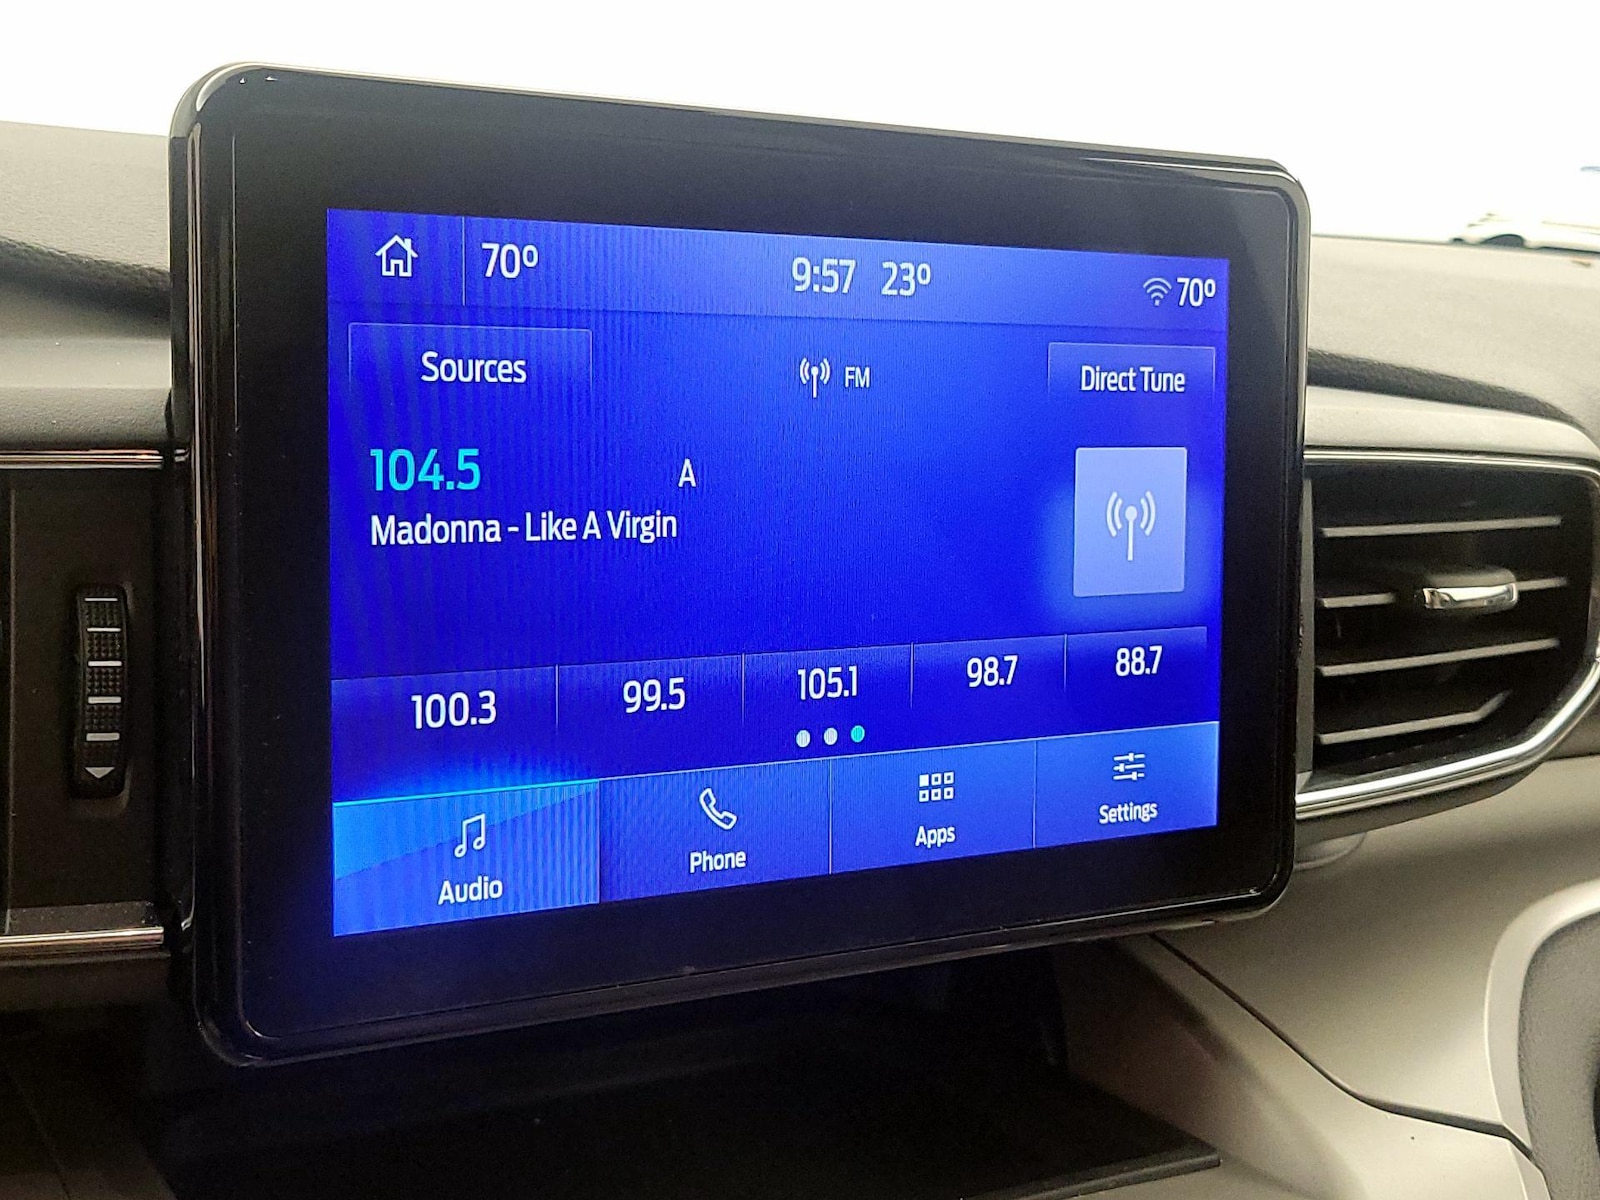 70° 9:57 23° 70°
Sources FM Direct Tune
104.5 A
Madonna - Like A Virgin
100.3 99.5 105.1 98.7 88.7
Audio Phone Apps Settings